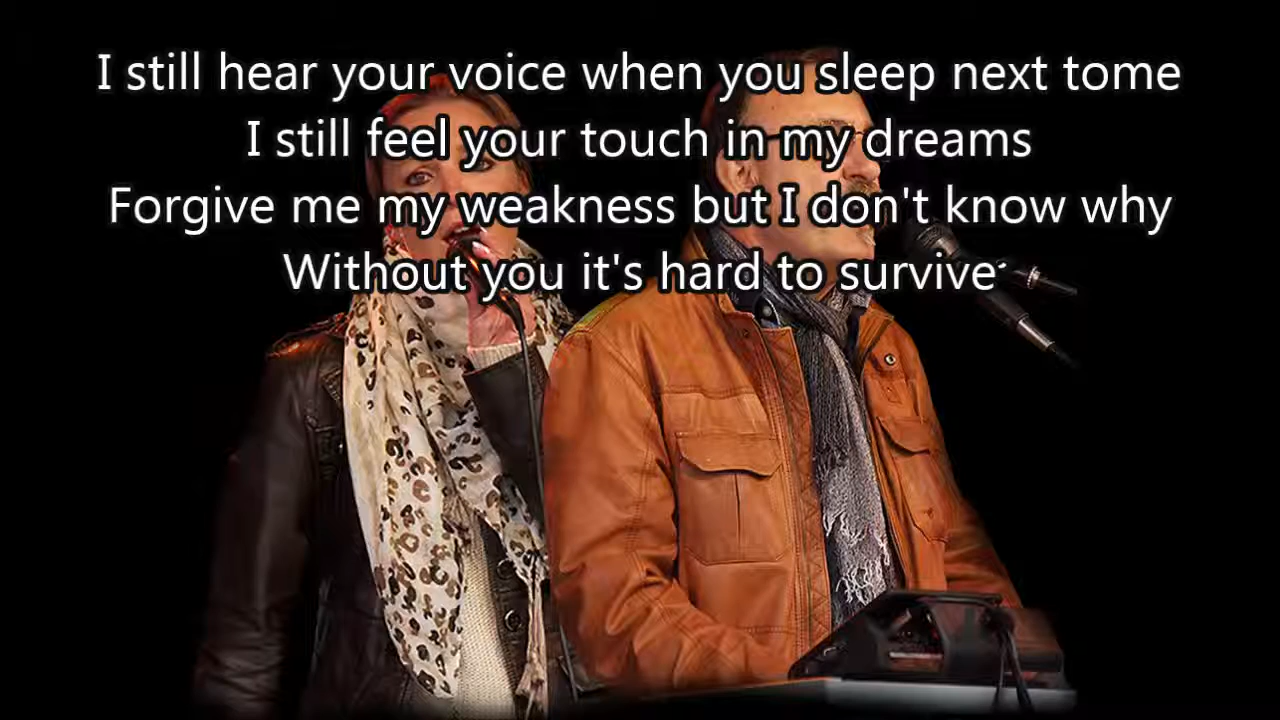 I still hear your voice when you sleep next tome
I still feel your touch in my dreams
Forgive me my weakness but I don't know why
Without you it's hard to survive